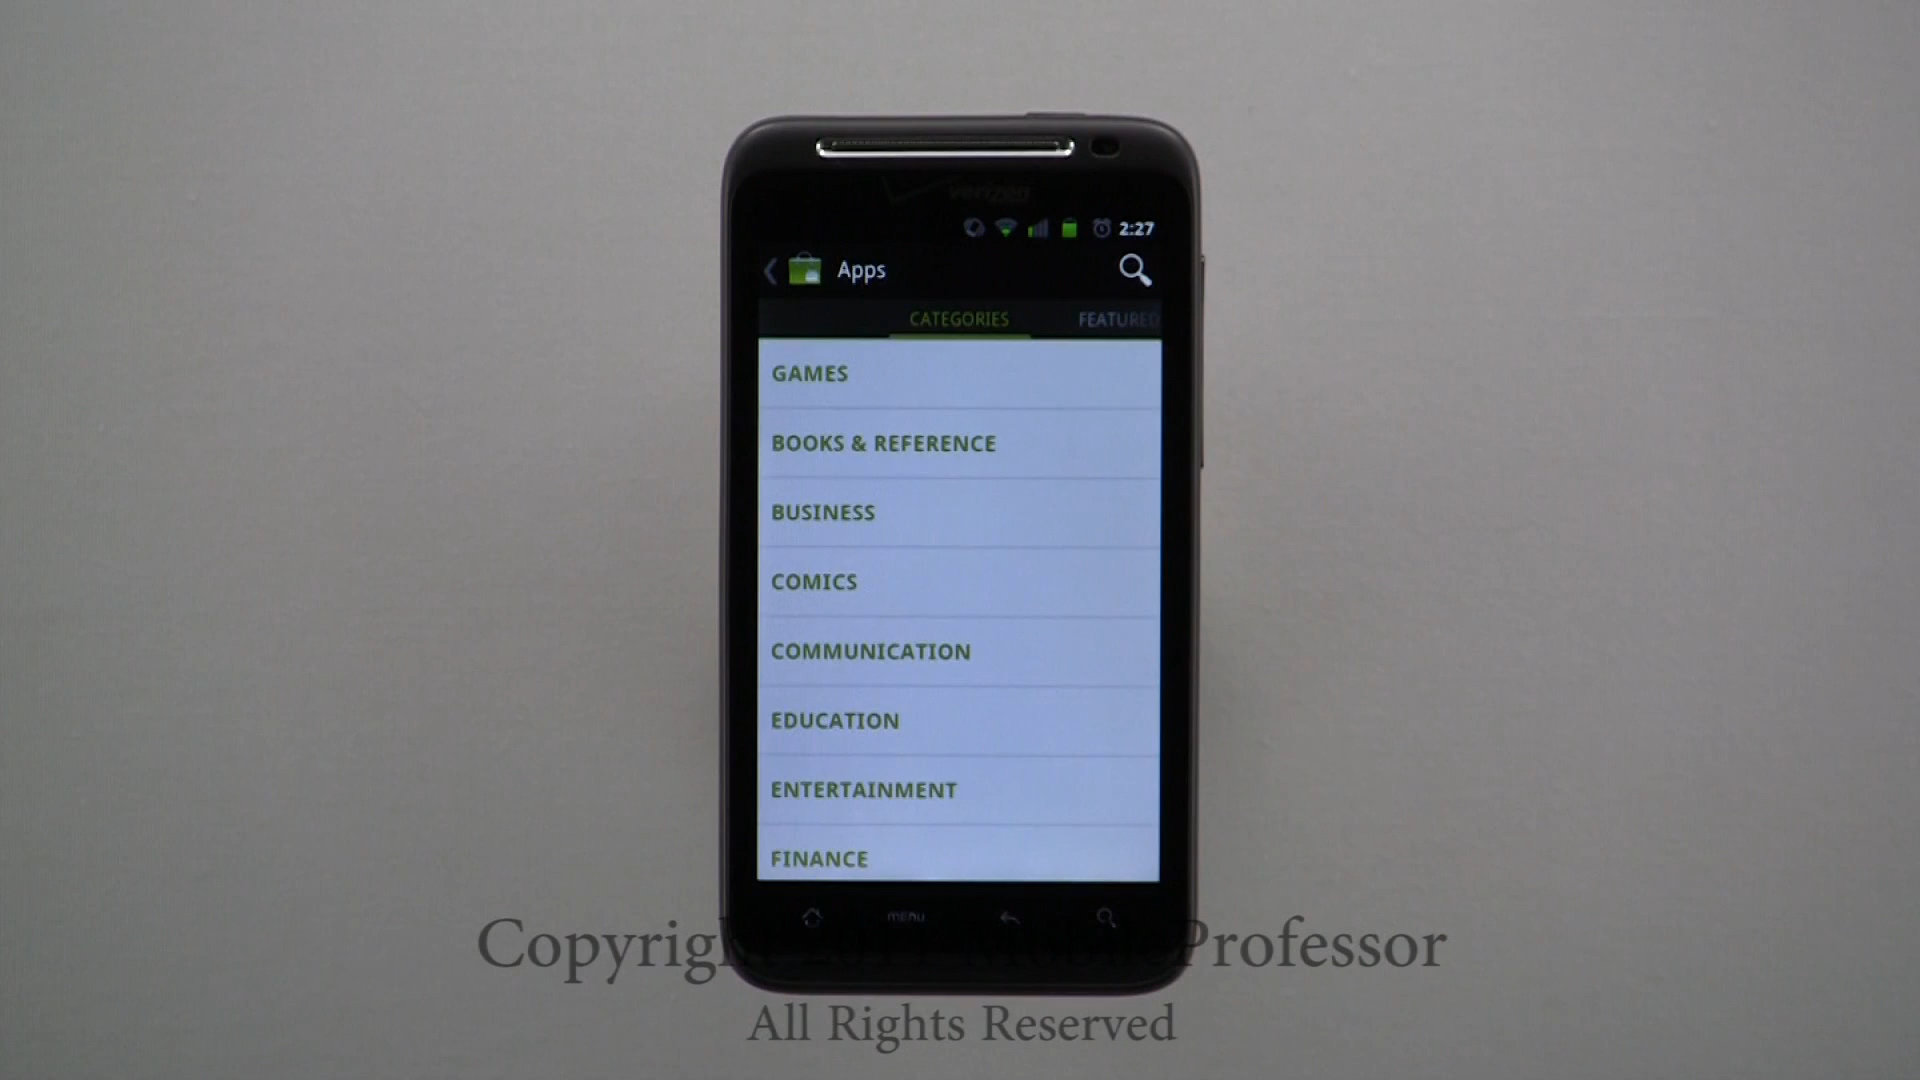 verizon
2:27
Apps
CATEGORIES FEATURED
GAMES
BOOKS & REFERENCE
BUSINESS
COMICS
COMMUNICATION
EDUCATION
ENTERTAINMENT
FINANCE
menu
Copyright Professor
All Rights Reserved